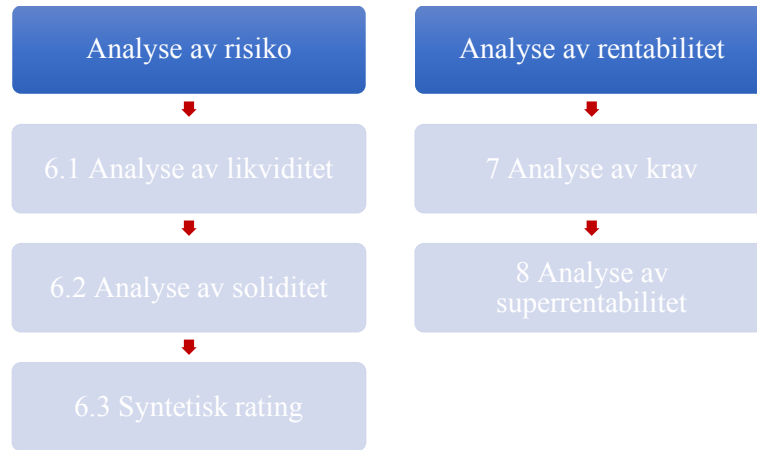 Analyse av risiko
6.1 Analyse av likviditet
6.2 Analyse av soliditet
6.3 Syntetisk rating
Analyse av rentabilitet
7 Analyse av krav
8 Analyse av
superrentabilitet